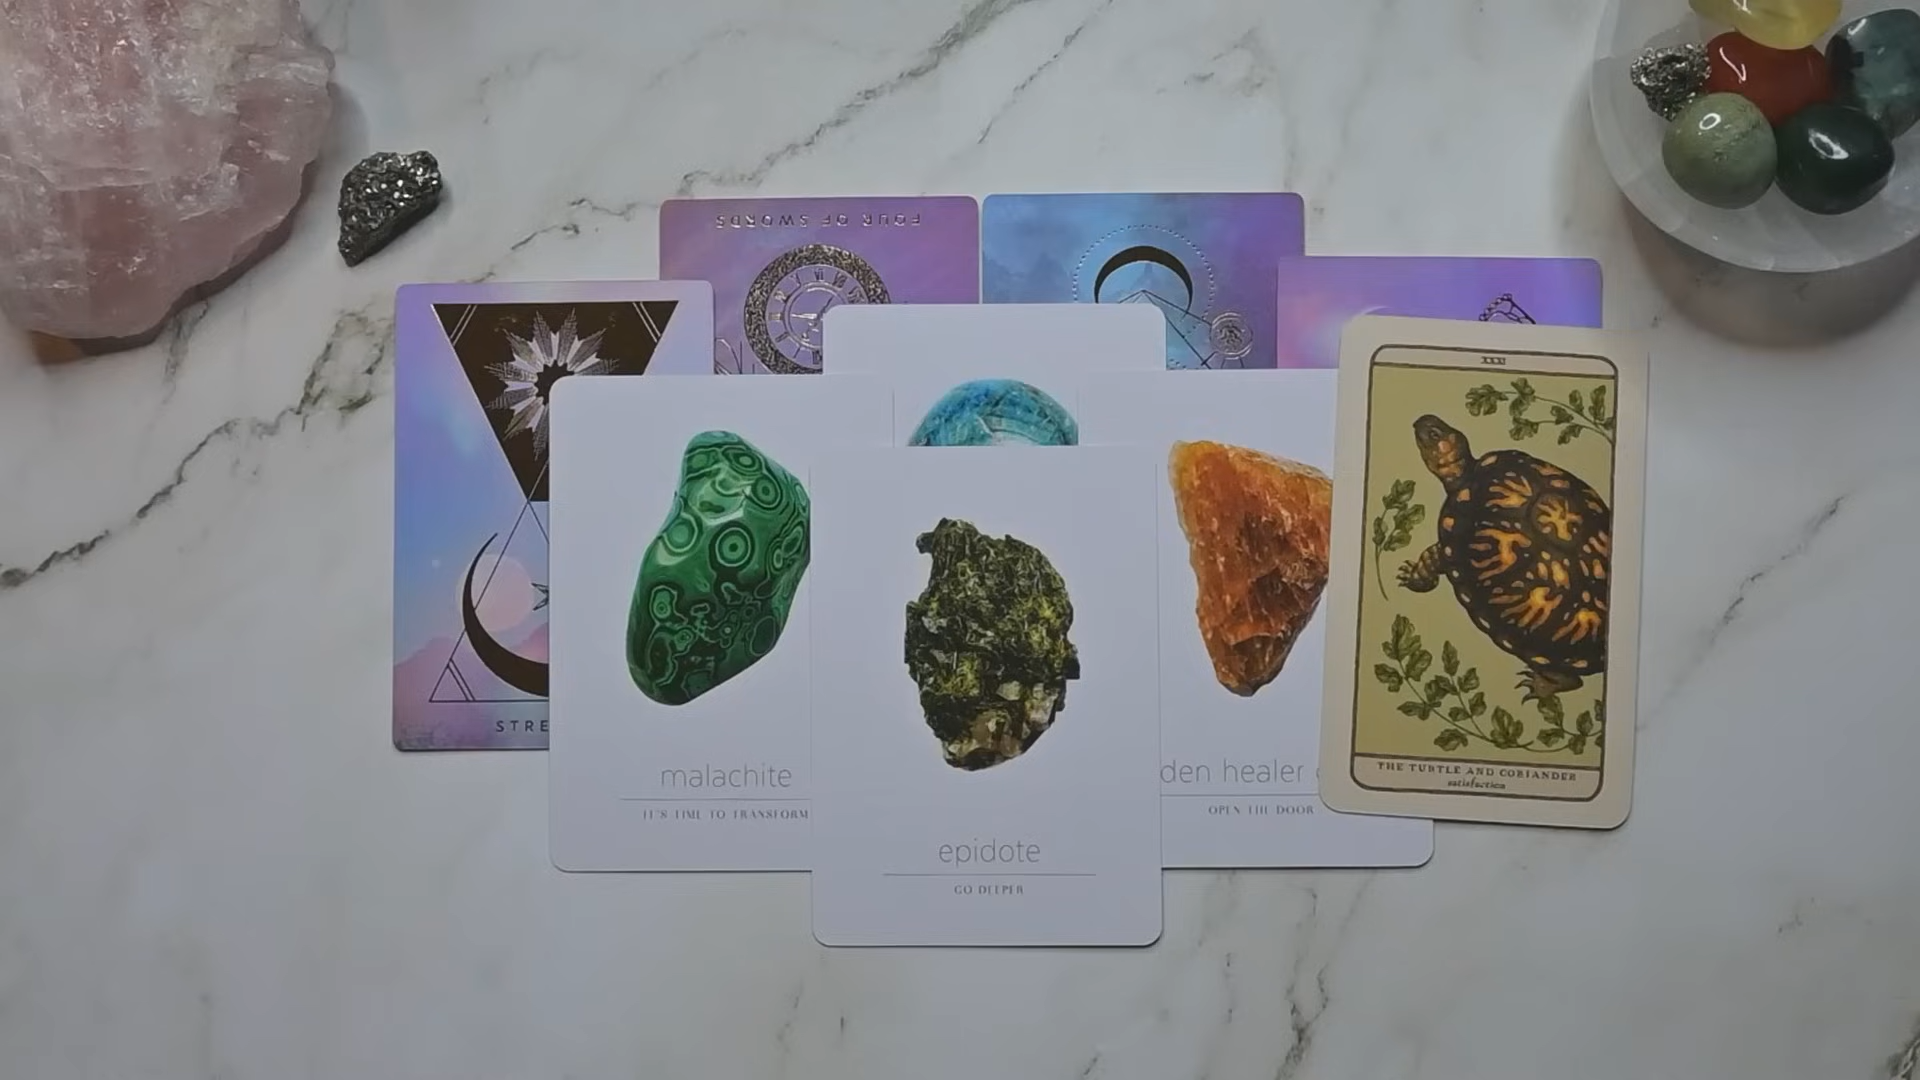 FOUR OF SWORDS
XXXI
STRE
malachite
IT'S TIME TO TRANSFORM
epidote
GO DEEPER
den healer
OPEN THE DOOR
THE TURTLE AND CORIANDER
satisfaction